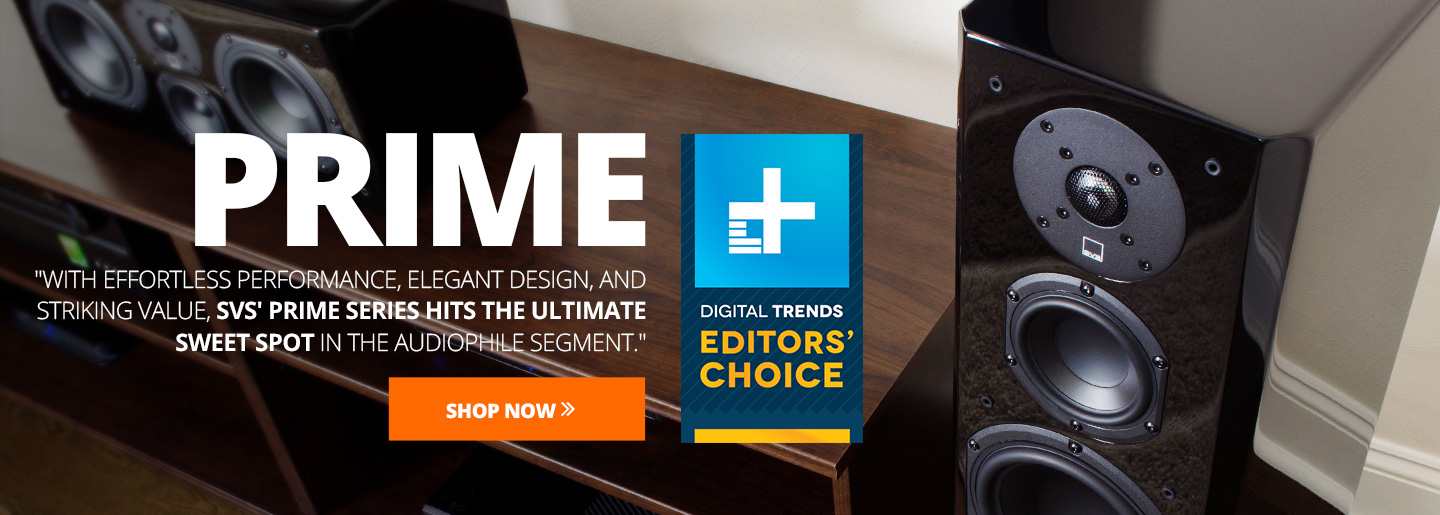 PRIME
"WITH EFFORTLESS PERFORMANCE, ELEGANT DESIGN, AND
STRIKING VALUE, SVS' PRIME SERIES HITS THE ULTIMATE
SWEET SPOT IN THE AUDIOPHILE SEGMENT."
SHOP NOW »
DIGITAL TRENDS
EDITORS’
CHOICE
SVS